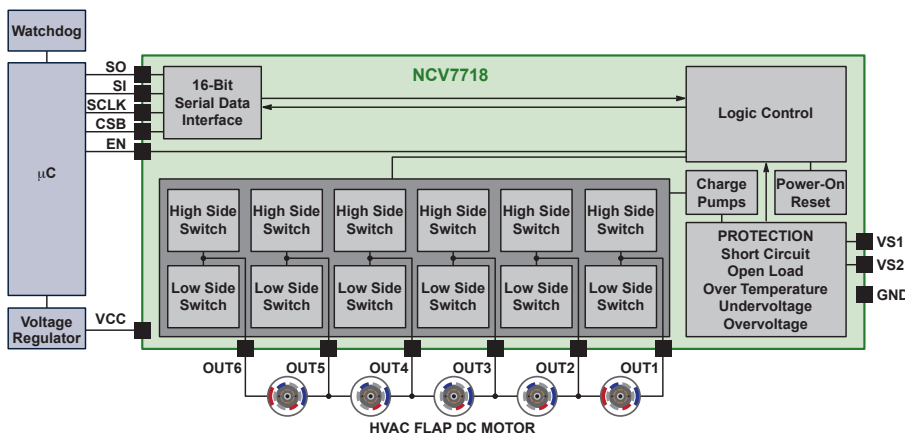 Watchdog
μC
Voltage
Regulator
SO
SI
SCLK
CSB
EN
VCC
NCV7718
16-Bit
Serial Data
Interface
Logic Control
Charge
Pumps
Power-On
Reset
High Side
Switch
High Side
Switch
High Side
Switch
High Side
Switch
High Side
Switch
High Side
Switch
Low Side
Switch
Low Side
Switch
Low Side
Switch
Low Side
Switch
Low Side
Switch
Low Side
Switch
PROTECTION
Short Circuit
Open Load
Over Temperature
Undervoltage
Overvoltage
VS1
VS2
GND
OUT6
OUT5
OUT4
OUT3
OUT2
OUT1
HVAC FLAP DC MOTOR